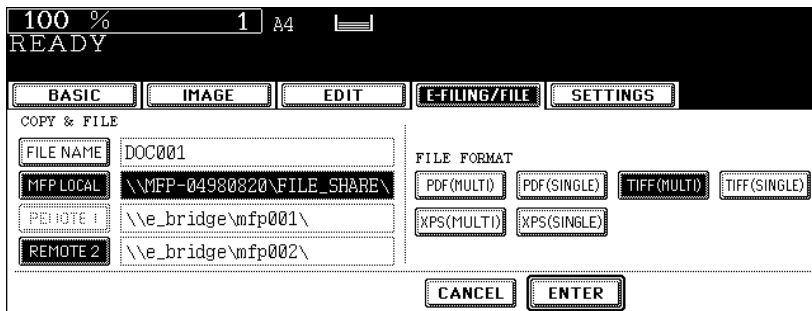 100 % 1 A4
READY
BASIC IMAGE EDIT E-FILING/FILE SETTINGS
COPY & FILE
FILE NAME DOC001
MFP LOCAL \\MFP-04980820\FILE_SHARE\
REMOTE 1 \\e_bridge\mfp001\
REMOTE 2 \\e_bridge\mfp002\
FILE FORMAT
PDF(MULTI) PDF(SINGLE) TIFF(MULTI) TIFF(SINGLE)
XPS(MULTI) XPS(SINGLE)
CANCEL ENTER